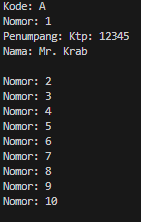 Kode: A
Nomor: 1
Penumpang: Ktp: 12345
Nama: Mr. Krab
Nomor: 2
Nomor: 3
Nomor: 4
Nomor: 5
Nomor: 6
Nomor: 7
Nomor: 8
Nomor: 9
Nomor: 10